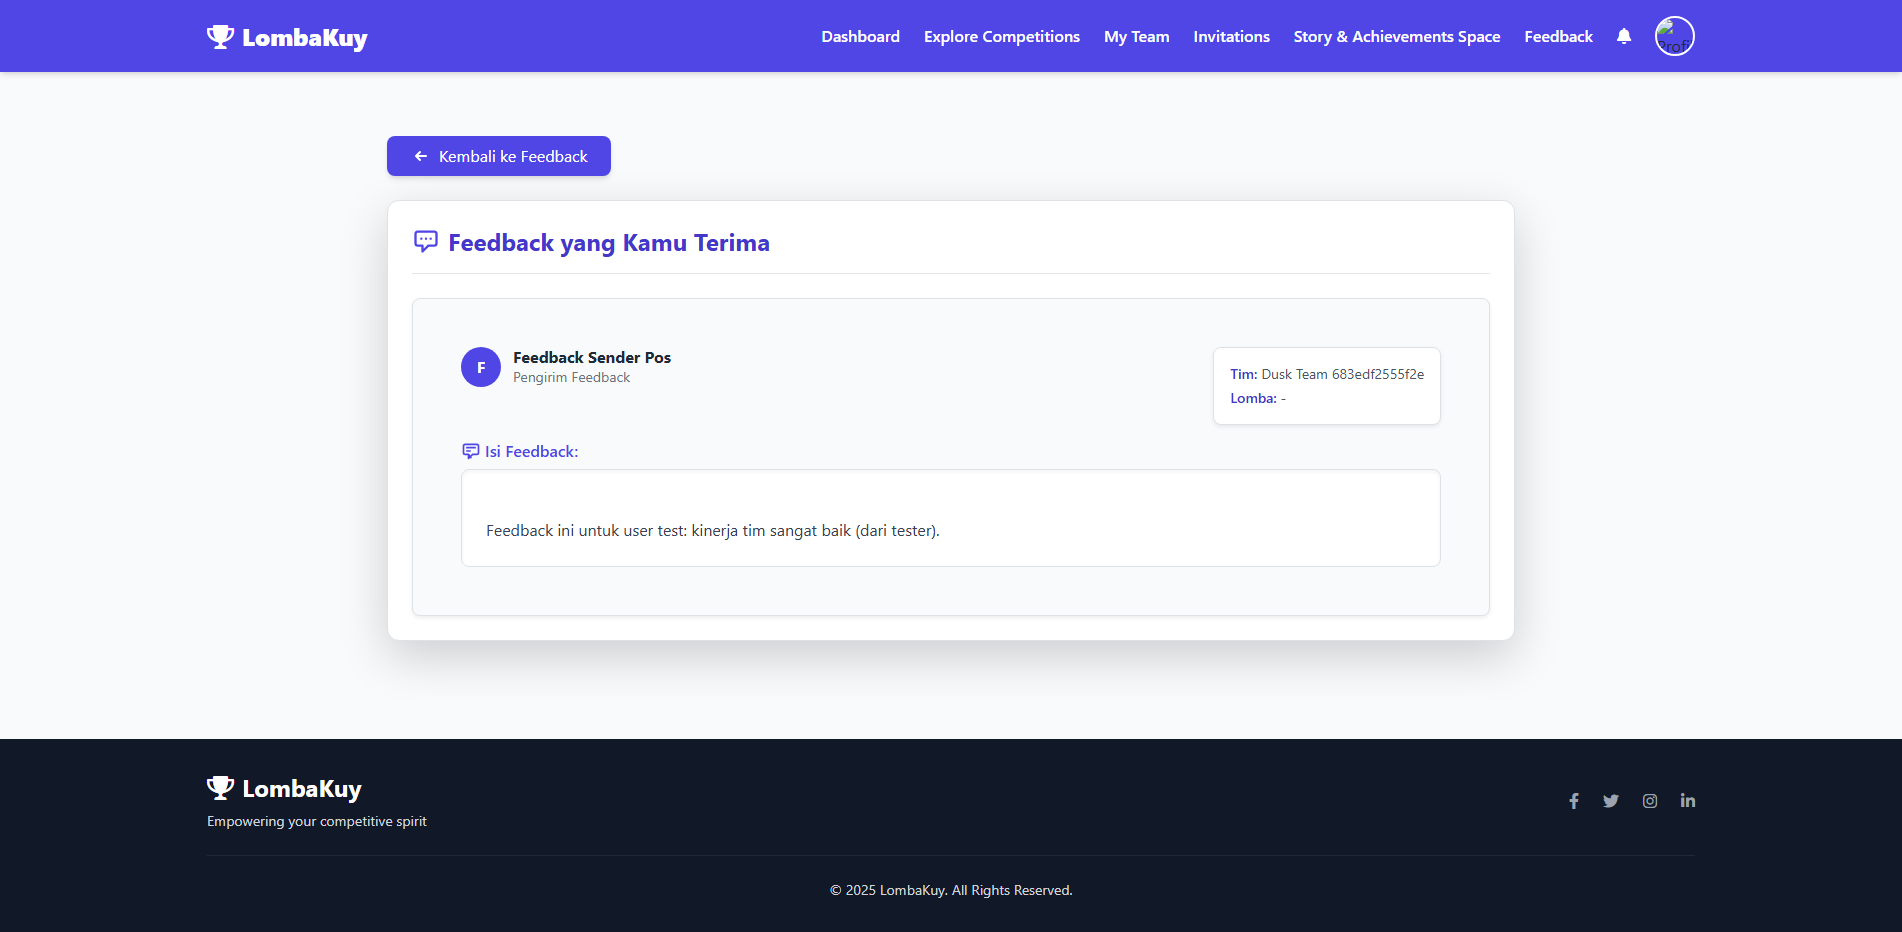 LombaKuy
Dashboard
Explore Competitions
My Team
Invitations
Story & Achievements Space
Feedback
Profi
Kembali ke Feedback
Feedback yang Kamu Terima
F
Feedback Sender Pos
Pengirim Feedback
Tim: Dusk Team 683edf2555f2e
Lomba: -
Isi Feedback:
Feedback ini untuk user test: kinerja tim sangat baik (dari tester).
LombaKuy
Empowering your competitive spirit
© 2025 LombaKuy. All Rights Reserved.